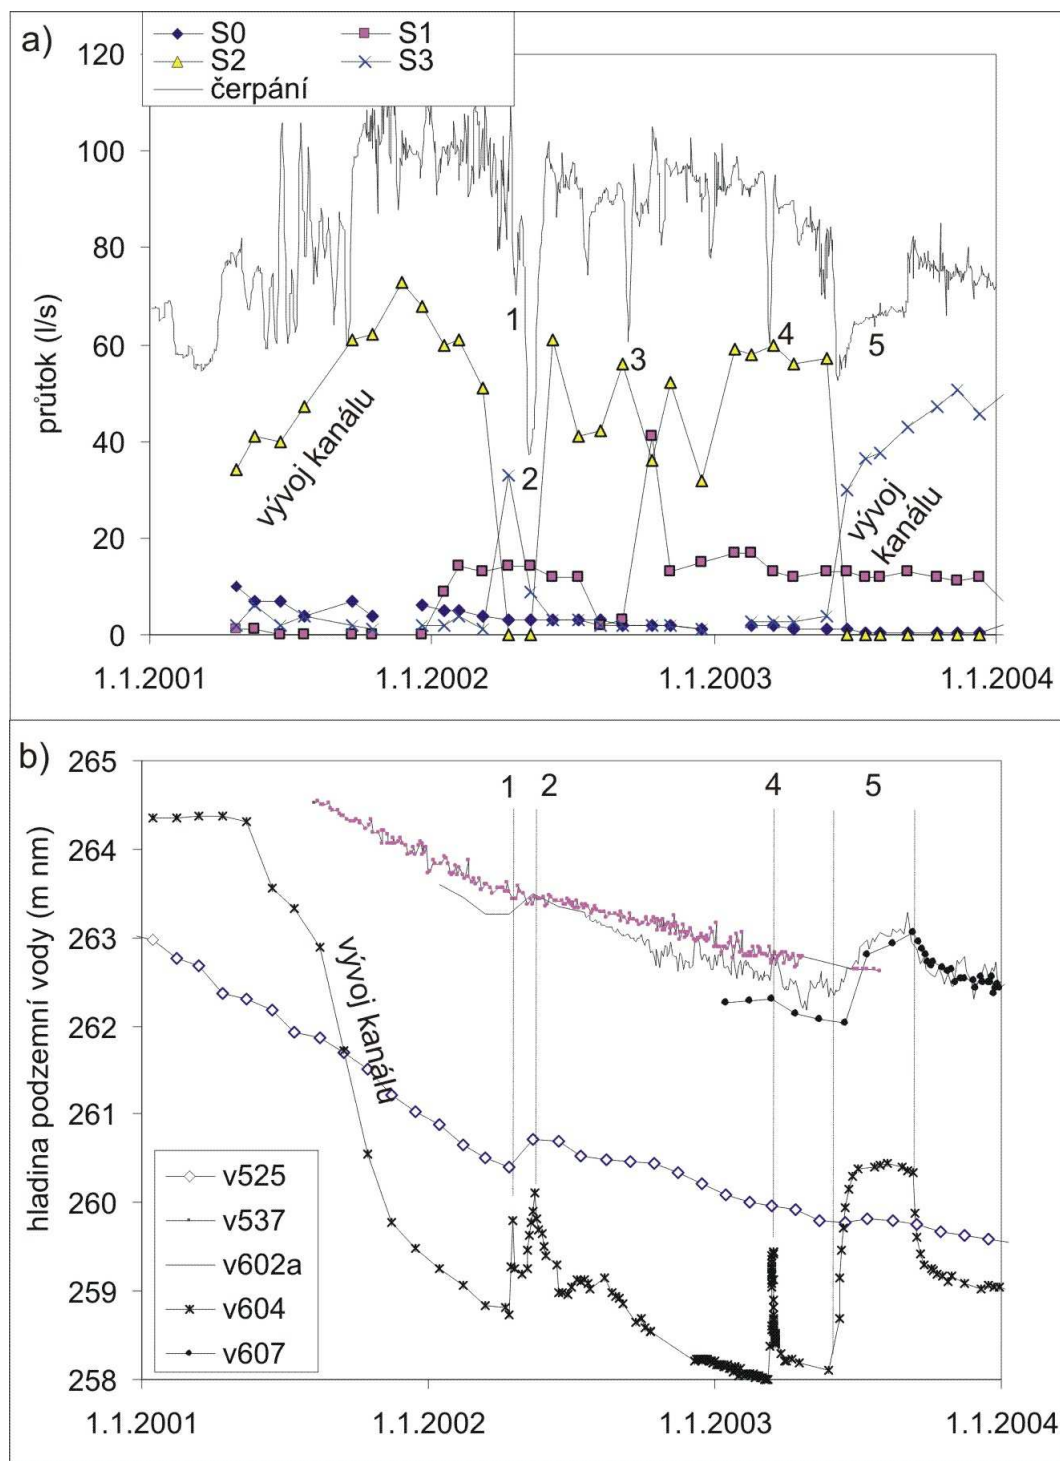 a)
S0 S1
S2 S3
čerpání
120
100
80
60
40
20
0
průtok (l/s)
vývoj kanálu
1
2
3
4
5
vývoj
kanálu
1.1.2001 1.1.2002 1.1.2003 1.1.2004
b)
265
264
263
262
261
260
259
258
hladina podzemní vody (m nm)
1 2 4 5
vývoj kanálu
v525
v537
v602a
v604
v607
1.1.2001 1.1.2002 1.1.2003 1.1.2004